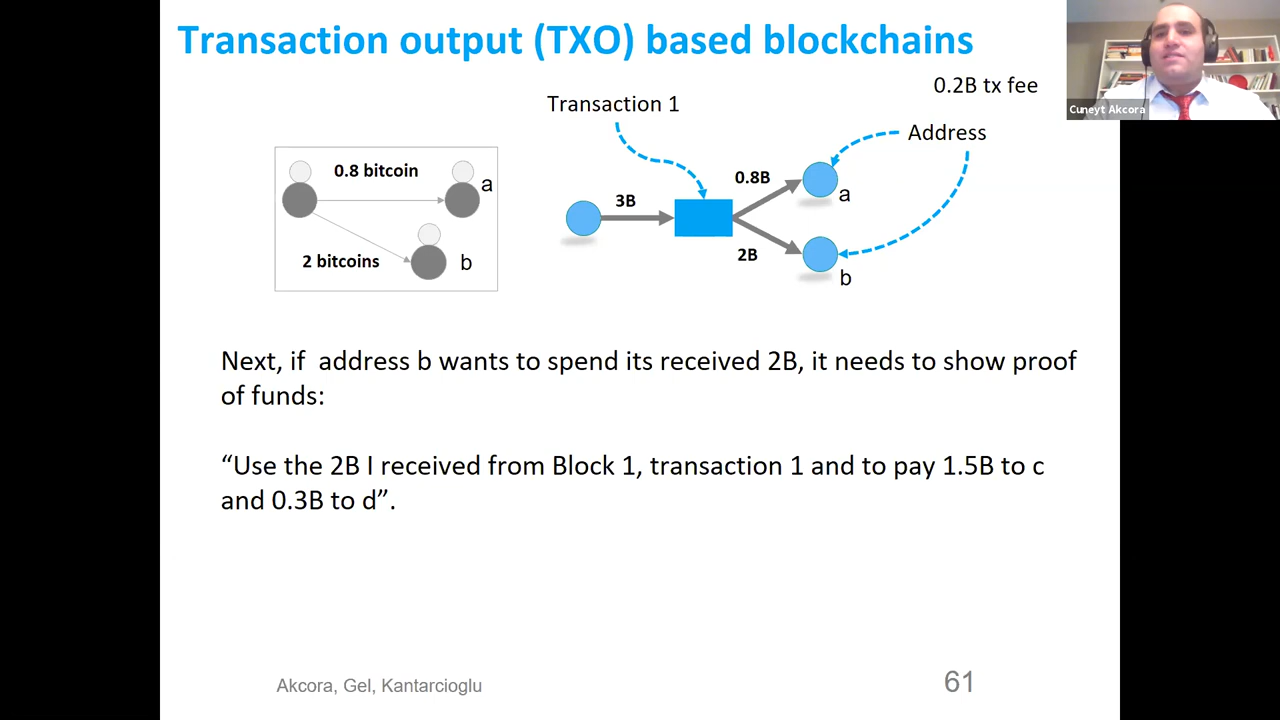 Transaction output (TXO) based blockchains
0.2B tx fee
Cuneyt Akcora
Transaction 1
Address
0.8 bitcoin
a
2 bitcoins
b
3B
0.8B
a
2B
b
Next, if  address b wants to spend its received 2B, it needs to show proof
of funds:
“Use the 2B I received from Block 1, transaction 1 and to pay 1.5B to c
and 0.3B to d”.
Akcora, Gel, Kantarcioglu
61